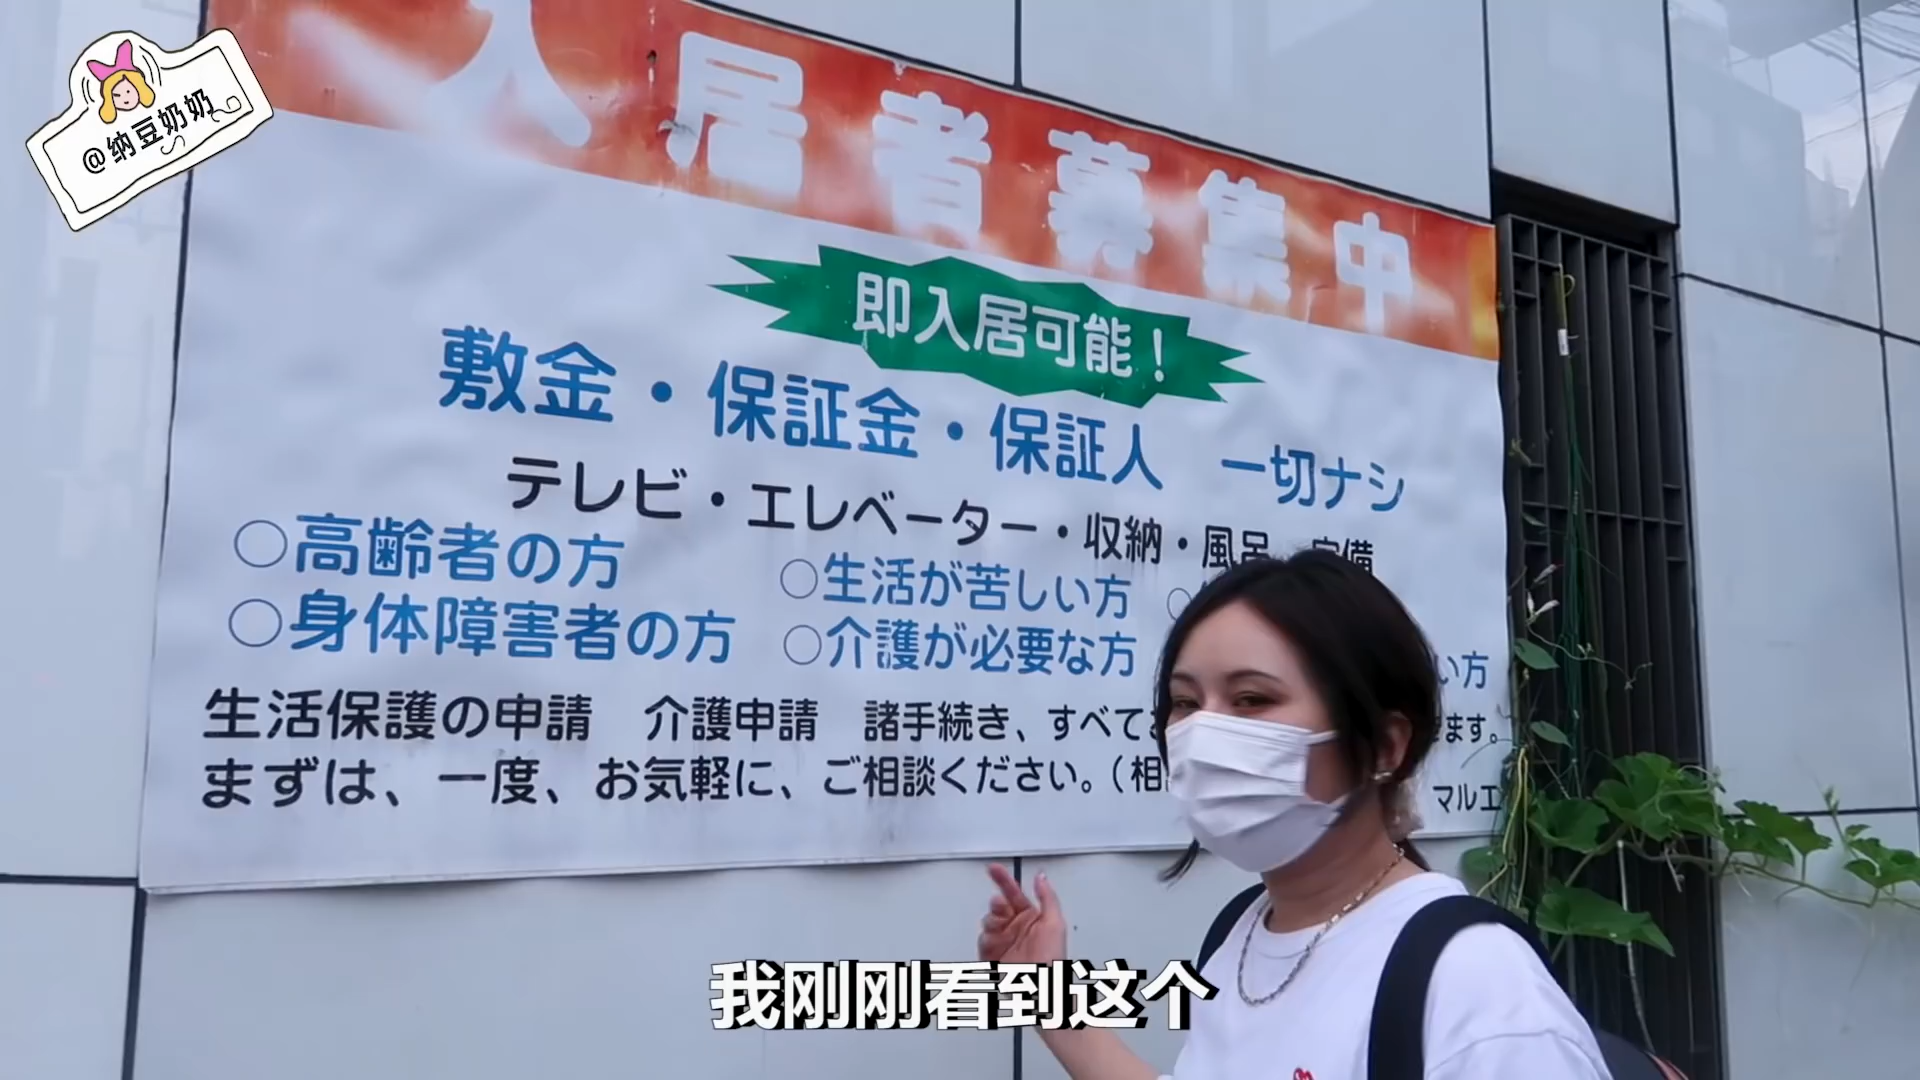 @纳豆奶奶
入居者募集中
即入居可能！
敷金・保証金・保証人 一切ナシ
テレビ・エレベーター・収納・風呂 完備
○高齢者の方 ○生活が苦しい方 ○
○身体障害者の方 ○介護が必要な方 い方
生活保護の申請 介護申請 諸手続き、すべて きます。
まずは、一度、お気軽に、ご相談ください。（相 マルエ
我刚刚看到这个